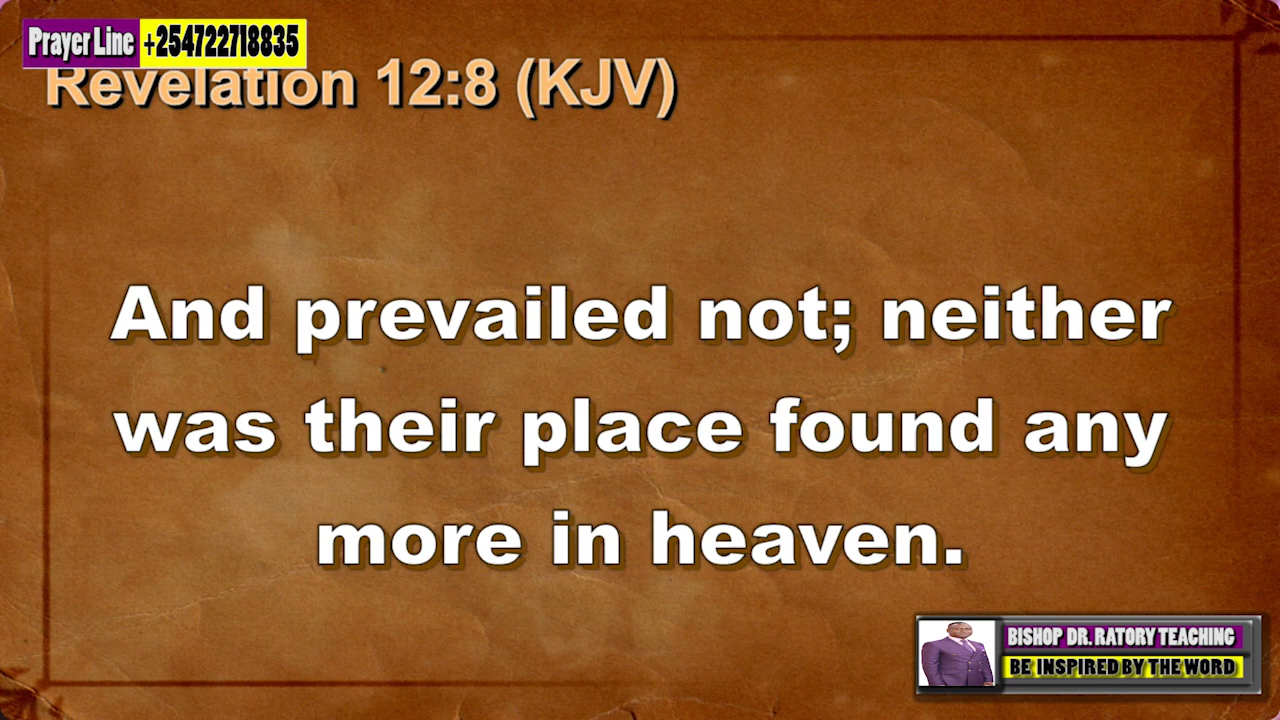 Prayer Line +254722718835
Revelation 12:8 (KJV)
And prevailed not; neither
was their place found any
more in heaven.
BISHOP DR. RATORY TEACHING
BE INSPIRED BY THE WORD